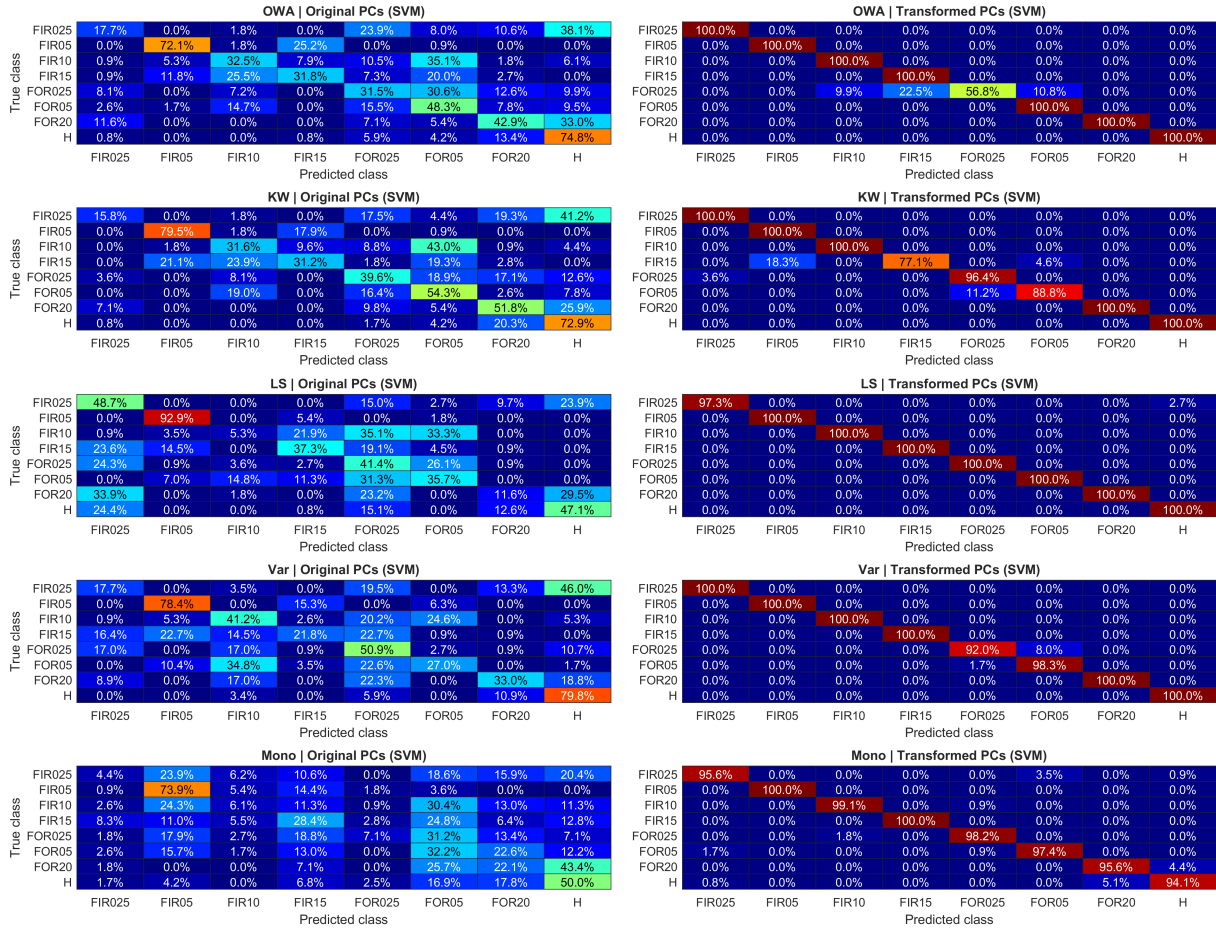 OWA | Original PCs (SVM)
True class
FIR025 17.7% 0.0% 1.8% 0.0% 23.9% 8.0% 10.6% 38.1%
FIR05 0.0% 72.1% 1.8% 25.2% 0.0% 0.9% 0.0% 0.0%
FIR10 0.9% 5.3% 32.5% 7.9% 10.5% 35.1% 1.8% 6.1%
FIR15 0.9% 11.8% 25.5% 31.8% 7.3% 20.0% 2.7% 0.0%
FOR025 8.1% 0.0% 7.2% 0.0% 31.5% 30.6% 12.6% 9.9%
FOR05 2.6% 1.7% 14.7% 0.0% 15.5% 48.3% 7.8% 9.5%
FOR20 11.6% 0.0% 0.0% 0.0% 7.1% 5.4% 42.9% 33.0%
H 0.8% 0.0% 0.0% 0.8% 5.9% 4.2% 13.4% 74.8%
FIR025 FIR05 FIR10 FIR15 FOR025 FOR05 FOR20 H
Predicted class
OWA | Transformed PCs (SVM)
FIR025 100.0% 0.0% 0.0% 0.0% 0.0% 0.0% 0.0% 0.0%
FIR05 0.0% 100.0% 0.0% 0.0% 0.0% 0.0% 0.0% 0.0%
FIR10 0.0% 0.0% 100.0% 0.0% 0.0% 0.0% 0.0% 0.0%
FIR15 0.0% 0.0% 0.0% 100.0% 0.0% 0.0% 0.0% 0.0%
FOR025 0.0% 0.0% 9.9% 22.5% 56.8% 10.8% 0.0% 0.0%
FOR05 0.0% 0.0% 0.0% 0.0% 0.0% 100.0% 0.0% 0.0%
FOR20 0.0% 0.0% 0.0% 0.0% 0.0% 0.0% 100.0% 0.0%
H 0.0% 0.0% 0.0% 0.0% 0.0% 0.0% 0.0% 100.0%
FIR025 FIR05 FIR10 FIR15 FOR025 FOR05 FOR20 H
Predicted class
KW | Original PCs (SVM)
True class
FIR025 15.8% 0.0% 1.8% 0.0% 17.5% 4.4% 19.3% 41.2%
FIR05 0.0% 79.5% 1.8% 17.9% 0.0% 0.9% 0.0% 0.0%
FIR10 0.0% 1.8% 31.6% 9.6% 8.8% 43.0% 0.9% 4.4%
FIR15 0.0% 21.1% 23.9% 31.2% 1.8% 19.3% 2.8% 0.0%
FOR025 3.6% 0.0% 8.1% 0.0% 39.6% 18.9% 17.1% 12.6%
FOR05 0.0% 0.0% 19.0% 0.0% 16.4% 54.3% 2.6% 7.8%
FOR20 7.1% 0.0% 0.0% 0.0% 9.8% 5.4% 51.8% 25.9%
H 0.8% 0.0% 0.0% 0.0% 1.7% 4.2% 20.3% 72.9%
FIR025 FIR05 FIR10 FIR15 FOR025 FOR05 FOR20 H
Predicted class
KW | Transformed PCs (SVM)
FIR025 100.0% 0.0% 0.0% 0.0% 0.0% 0.0% 0.0% 0.0%
FIR05 0.0% 100.0% 0.0% 0.0% 0.0% 0.0% 0.0% 0.0%
FIR10 0.0% 0.0% 100.0% 0.0% 0.0% 0.0% 0.0% 0.0%
FIR15 0.0% 18.3% 0.0% 77.1% 0.0% 4.6% 0.0% 0.0%
FOR025 3.6% 0.0% 0.0% 0.0% 96.4% 0.0% 0.0% 0.0%
FOR05 0.0% 0.0% 0.0% 0.0% 11.2% 88.8% 0.0% 0.0%
FOR20 0.0% 0.0% 0.0% 0.0% 0.0% 0.0% 100.0% 0.0%
H 0.0% 0.0% 0.0% 0.0% 0.0% 0.0% 0.0% 100.0%
FIR025 FIR05 FIR10 FIR15 FOR025 FOR05 FOR20 H
Predicted class
LS | Original PCs (SVM)
True class
FIR025 48.7% 0.0% 0.0% 0.0% 15.0% 2.7% 9.7% 23.9%
FIR05 0.0% 92.9% 0.0% 5.4% 0.0% 1.8% 0.0% 0.0%
FIR10 0.9% 3.5% 5.3% 21.9% 35.1% 33.3% 0.0% 0.0%
FIR15 23.6% 14.5% 0.0% 37.3% 19.1% 4.5% 0.9% 0.0%
FOR025 24.3% 0.9% 3.6% 2.7% 41.4% 26.1% 0.9% 0.0%
FOR05 0.0% 7.0% 14.8% 11.3% 31.3% 35.7% 0.0% 0.0%
FOR20 33.9% 0.0% 1.8% 0.0% 23.2% 0.0% 11.6% 29.5%
H 24.4% 0.0% 0.0% 0.8% 15.1% 0.0% 12.6% 47.1%
FIR025 FIR05 FIR10 FIR15 FOR025 FOR05 FOR20 H
Predicted class
LS | Transformed PCs (SVM)
FIR025 97.3% 0.0% 0.0% 0.0% 0.0% 0.0% 0.0% 2.7%
FIR05 0.0% 100.0% 0.0% 0.0% 0.0% 0.0% 0.0% 0.0%
FIR10 0.0% 0.0% 100.0% 0.0% 0.0% 0.0% 0.0% 0.0%
FIR15 0.0% 0.0% 0.0% 100.0% 0.0% 0.0% 0.0% 0.0%
FOR025 0.0% 0.0% 0.0% 0.0% 100.0% 0.0% 0.0% 0.0%
FOR05 0.0% 0.0% 0.0% 0.0% 0.0% 100.0% 0.0% 0.0%
FOR20 0.0% 0.0% 0.0% 0.0% 0.0% 0.0% 100.0% 0.0%
H 0.0% 0.0% 0.0% 0.0% 0.0% 0.0% 0.0% 100.0%
FIR025 FIR05 FIR10 FIR15 FOR025 FOR05 FOR20 H
Predicted class
Var | Original PCs (SVM)
True class
FIR025 17.7% 0.0% 3.5% 0.0% 19.5% 0.0% 13.3% 46.0%
FIR05 0.0% 78.4% 0.0% 15.3% 0.0% 6.3% 0.0% 0.0%
FIR10 0.9% 5.3% 41.2% 2.6% 20.2% 24.6% 0.0% 5.3%
FIR15 16.4% 22.7% 14.5% 21.8% 22.7% 0.9% 0.9% 0.0%
FOR025 17.0% 0.0% 17.0% 0.9% 50.9% 2.7% 0.9% 10.7%
FOR05 0.0% 10.4% 34.8% 3.5% 22.6% 27.0% 0.0% 1.7%
FOR20 8.9% 0.0% 17.0% 0.0% 22.3% 0.0% 33.0% 18.8%
H 0.0% 0.0% 3.4% 0.0% 5.9% 0.0% 10.9% 79.8%
FIR025 FIR05 FIR10 FIR15 FOR025 FOR05 FOR20 H
Predicted class
Var | Transformed PCs (SVM)
FIR025 100.0% 0.0% 0.0% 0.0% 0.0% 0.0% 0.0% 0.0%
FIR05 0.0% 100.0% 0.0% 0.0% 0.0% 0.0% 0.0% 0.0%
FIR10 0.0% 0.0% 100.0% 0.0% 0.0% 0.0% 0.0% 0.0%
FIR15 0.0% 0.0% 0.0% 100.0% 0.0% 0.0% 0.0% 0.0%
FOR025 0.0% 0.0% 0.0% 0.0% 92.0% 8.0% 0.0% 0.0%
FOR05 0.0% 0.0% 0.0% 0.0% 1.7% 98.3% 0.0% 0.0%
FOR20 0.0% 0.0% 0.0% 0.0% 0.0% 0.0% 100.0% 0.0%
H 0.0% 0.0% 0.0% 0.0% 0.0% 0.0% 0.0% 100.0%
FIR025 FIR05 FIR10 FIR15 FOR025 FOR05 FOR20 H
Predicted class
Mono | Original PCs (SVM)
True class
FIR025 4.4% 23.9% 6.2% 10.6% 0.0% 18.6% 15.9% 20.4%
FIR05 0.9% 73.9% 5.4% 14.4% 1.8% 3.6% 0.0% 0.0%
FIR10 2.6% 24.3% 6.1% 11.3% 0.9% 30.4% 13.0% 11.3%
FIR15 8.3% 11.0% 5.5% 28.4% 2.8% 24.8% 6.4% 12.8%
FOR025 1.8% 17.9% 2.7% 18.8% 7.1% 31.2% 13.4% 7.1%
FOR05 2.6% 15.7% 1.7% 13.0% 0.0% 32.2% 22.6% 12.2%
FOR20 1.8% 0.0% 0.0% 7.1% 0.0% 25.7% 22.1% 43.4%
H 1.7% 4.2% 0.0% 6.8% 2.5% 16.9% 17.8% 50.0%
FIR025 FIR05 FIR10 FIR15 FOR025 FOR05 FOR20 H
Predicted class
Mono | Transformed PCs (SVM)
FIR025 95.6% 0.0% 0.0% 0.0% 0.0% 3.5% 0.0% 0.9%
FIR05 0.0% 100.0% 0.0% 0.0% 0.0% 0.0% 0.0% 0.0%
FIR10 0.0% 0.0% 99.1% 0.0% 0.9% 0.0% 0.0% 0.0%
FIR15 0.0% 0.0% 0.0% 100.0% 0.0% 0.0% 0.0% 0.0%
FOR025 0.0% 0.0% 1.8% 0.0% 98.2% 0.0% 0.0% 0.0%
FOR05 1.7% 0.0% 0.0% 0.0% 0.9% 97.4% 0.0% 0.0%
FOR20 0.0% 0.0% 0.0% 0.0% 0.0% 0.0% 95.6% 4.4%
H 0.8% 0.0% 0.0% 0.0% 0.0% 0.0% 5.1% 94.1%
FIR025 FIR05 FIR10 FIR15 FOR025 FOR05 FOR20 H
Predicted class